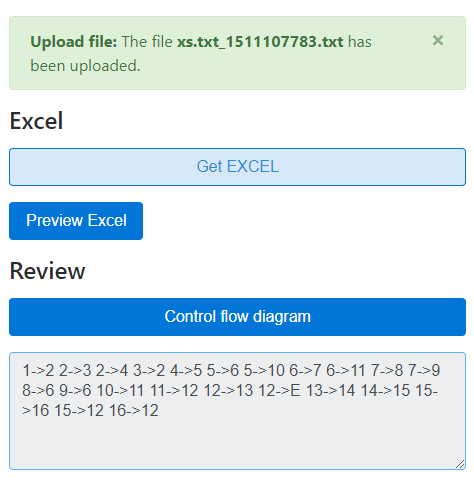 Upload file: The file xs.txt_1511107783.txt has
been uploaded.
×
Excel
Get EXCEL
Preview Excel
Review
Control flow diagram
1->2 2->3 2->4 3->2 4->5 5->6 5->10 6->7 6->11 7->8 7->9
8->6 9->6 10->11 11->12 12->13 12->E 13->14 14->15 15-
>16 15->12 16->12